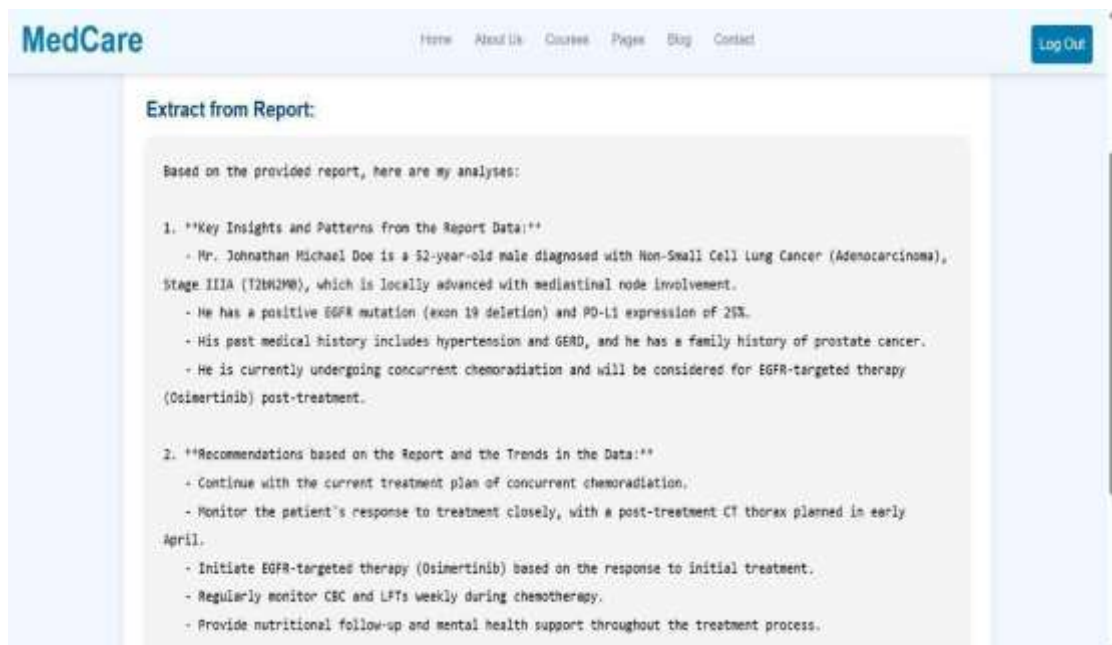 MedCare
Home About Us Courses Pages Blog Contact
Log Out
Extract from Report:
Based on the provided report, here are my analyses:
1. **Key Insights and Patterns from the Report Data:**
- Mr. Johnathan Michael Doe is a 52-year-old male diagnosed with Non-Small Cell Lung Cancer (Adenocarcinoma),
Stage IIIA (T2bN2M0), which is locally advanced with mediastinal node involvement.
- He has a positive EGFR mutation (exon 19 deletion) and PD-L1 expression of 25%.
- His past medical history includes hypertension and GERD, and he has a family history of prostate cancer.
- He is currently undergoing concurrent chemoradiation and will be considered for EGFR-targeted therapy
(Osimertinib) post-treatment.
2. **Recommendations based on the Report and the Trends in the Data:**
- Continue with the current treatment plan of concurrent chemoradiation.
- Monitor the patient's response to treatment closely, with a post-treatment CT thorax planned in early
April.
- Initiate EGFR-targeted therapy (Osimertinib) based on the response to initial treatment.
- Regularly monitor CBC and LFTs weekly during chemotherapy.
- Provide nutritional follow-up and mental health support throughout the treatment process.